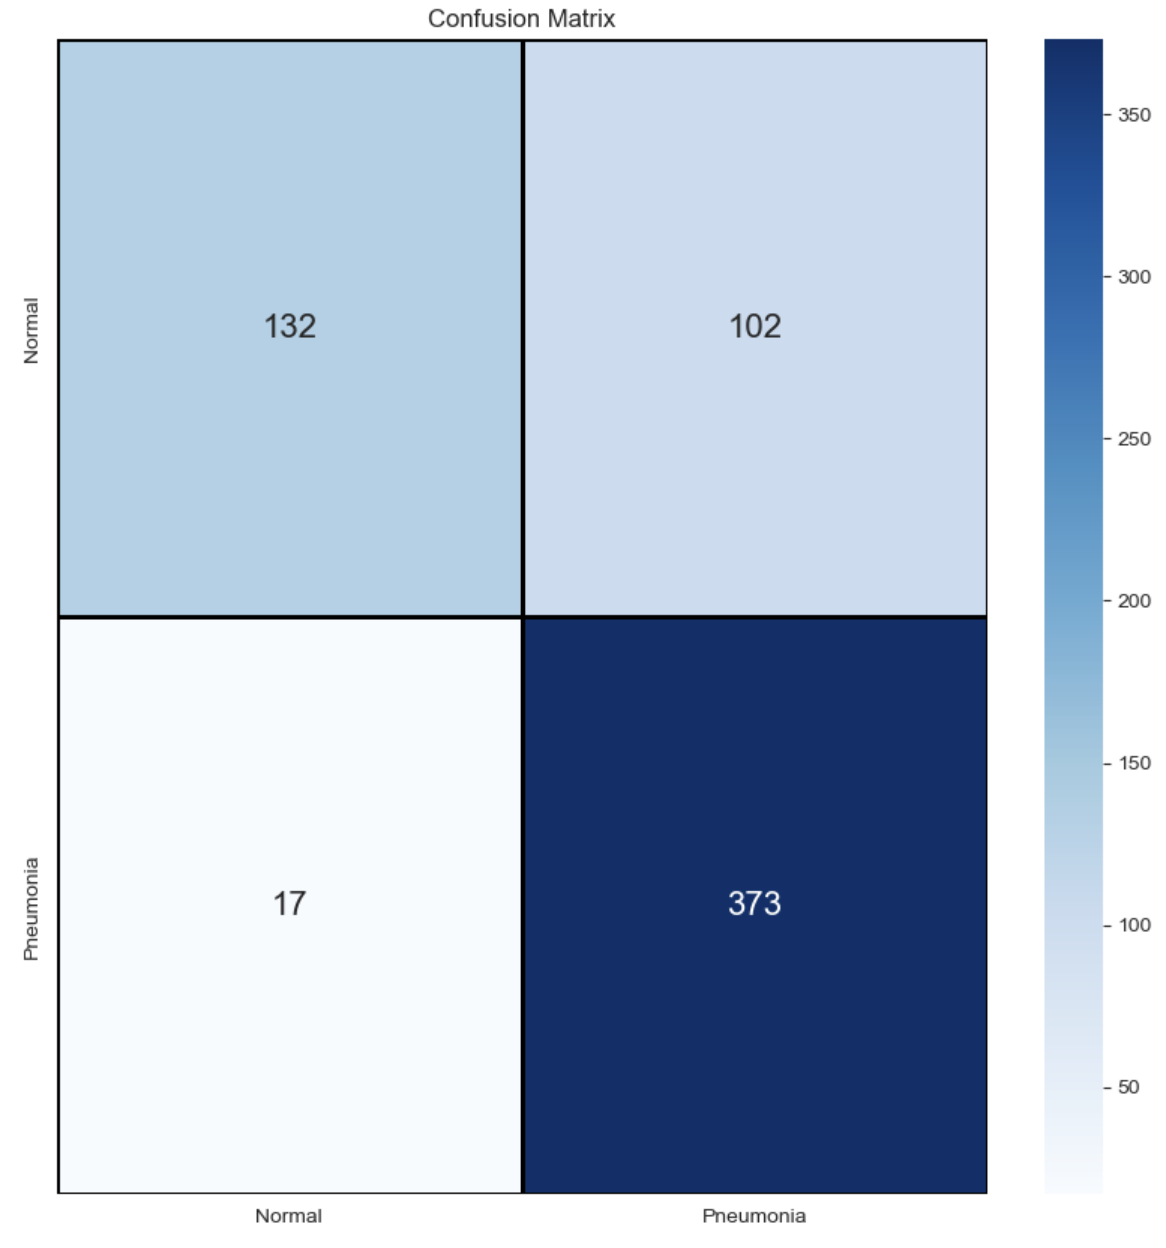 Confusion Matrix
Normal
132
102
Pneumonia
17
373
Normal
Pneumonia
350
300
250
200
150
100
50